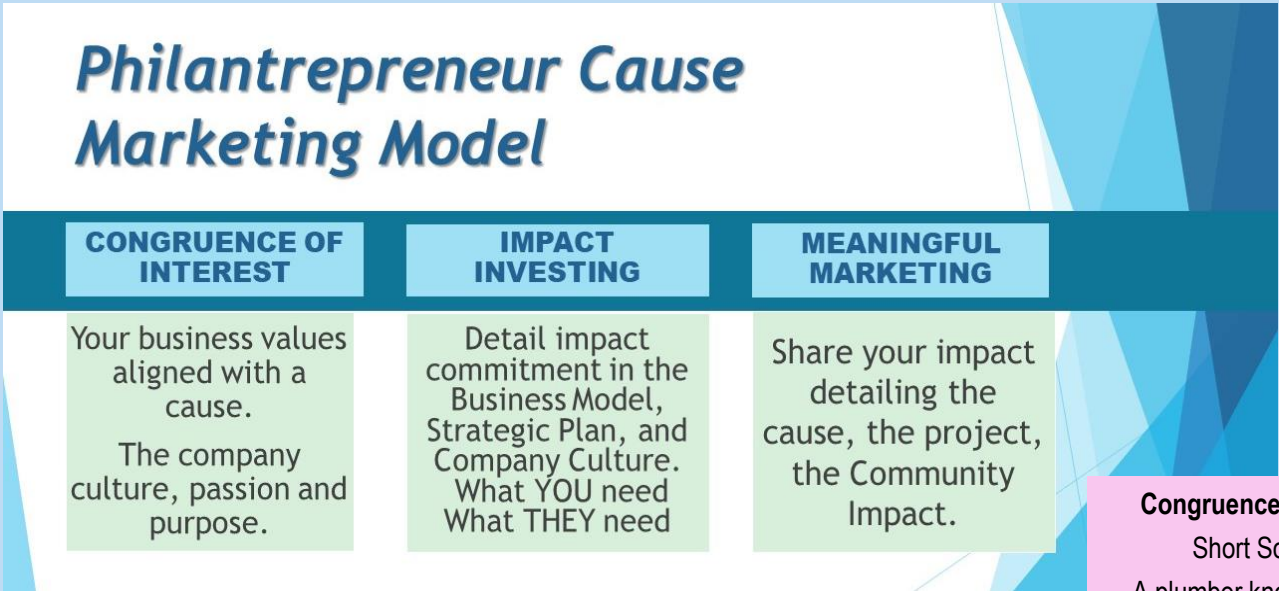 Philantrepreneur Cause
Marketing Model
CONGRUENCE OF
INTEREST
Your business values
aligned with a
cause.
The company
culture, passion and
purpose.
IMPACT
INVESTING
Detail impact
commitment in the
Business Model,
Strategic Plan, and
Company Culture.
What YOU need
What THEY need
MEANINGFUL
MARKETING
Share your impact
detailing the
cause, the project,
the Community
Impact.
Congruence
Short
A plumber